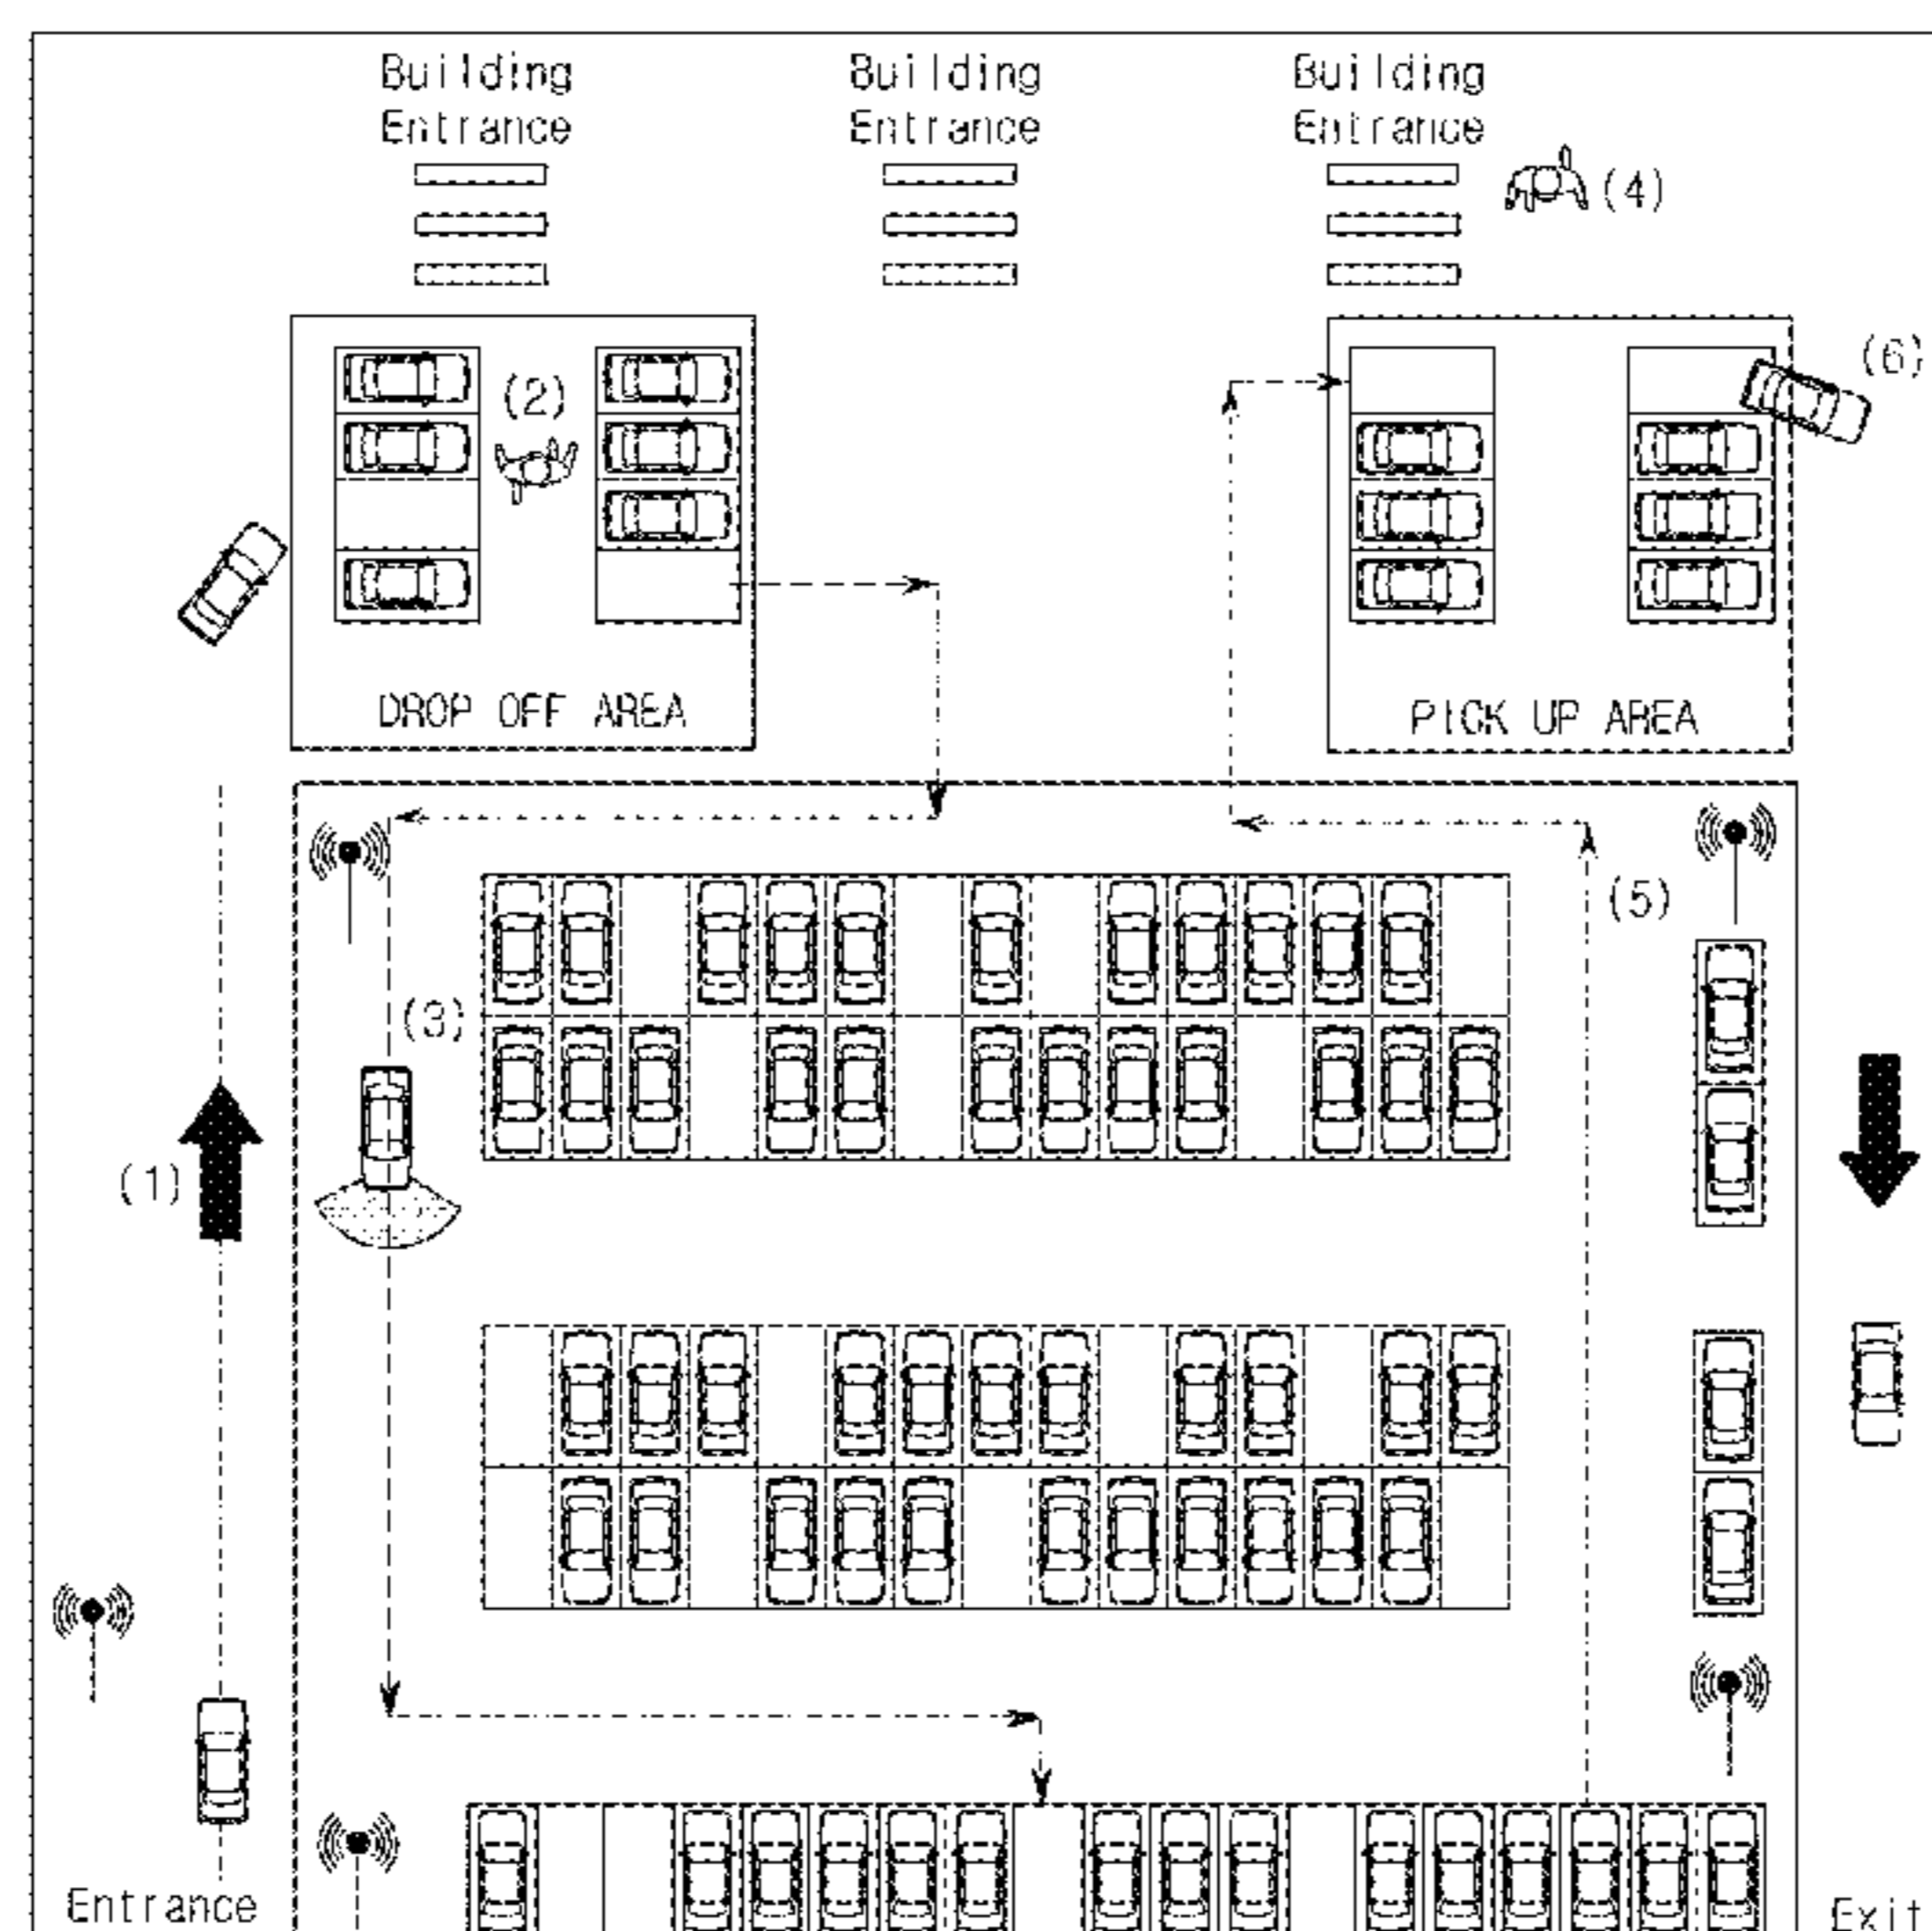 Building
Entrance
Building
Entrance
Building
Entrance
(4)
(6)
(2)
DROP OFF AREA
PICK UP AREA
(5)
(3)
(1)
Entrance
Exit